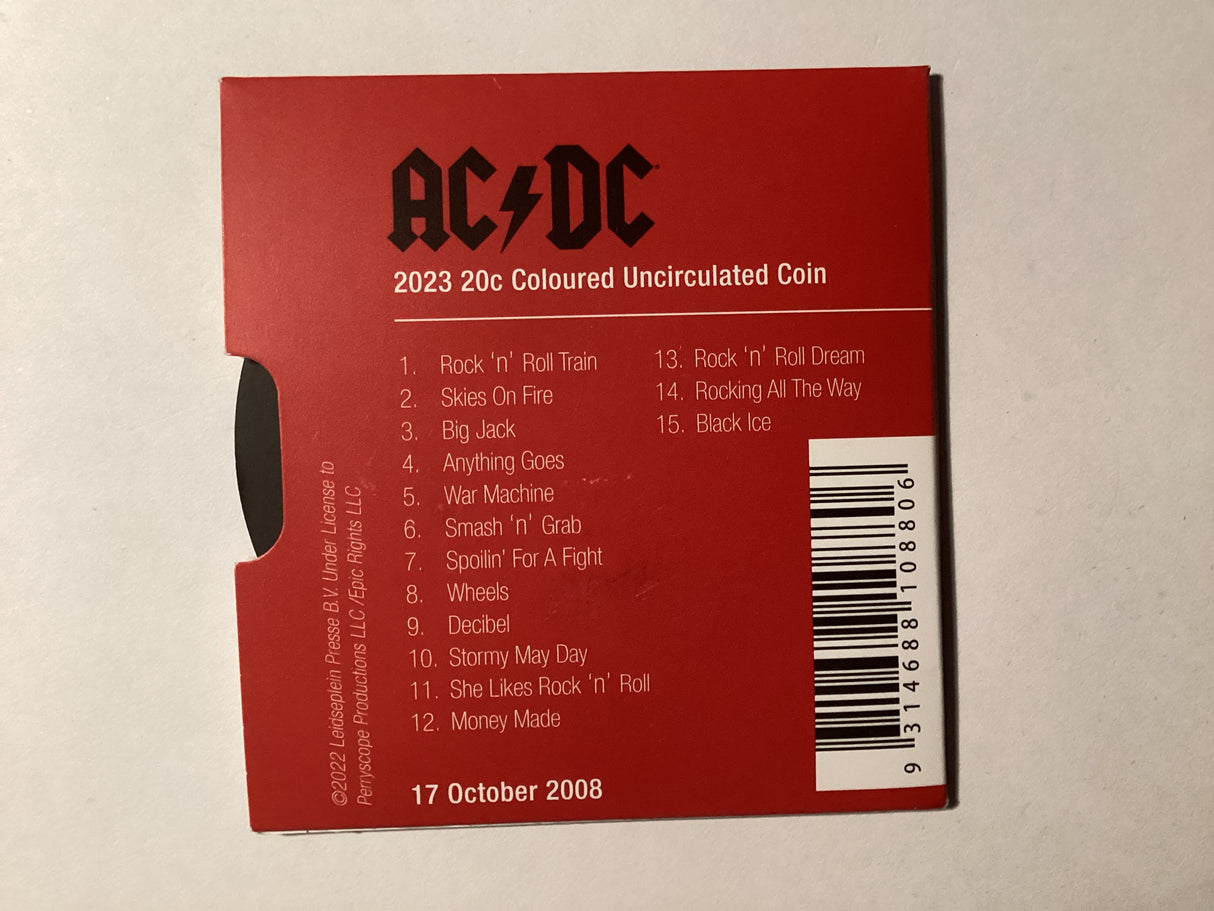 AC⚡DC
2023 20c Coloured Uncirculated Coin
1. Rock 'n' Roll Train
2. Skies On Fire
3. Big Jack
4. Anything Goes
5. War Machine
6. Smash 'n' Grab
7. Spoilin' For A Fight
8. Wheels
9. Decibel
10. Stormy May Day
11. She Likes Rock 'n' Roll
12. Money Made
13. Rock 'n' Roll Dream
14. Rocking All The Way
15. Black Ice
17 October 2008
©2022 Leidseplein Presse B.V. Under License to
Perryscope Productions LLC /Epic Rights LLC
9 314688 108806